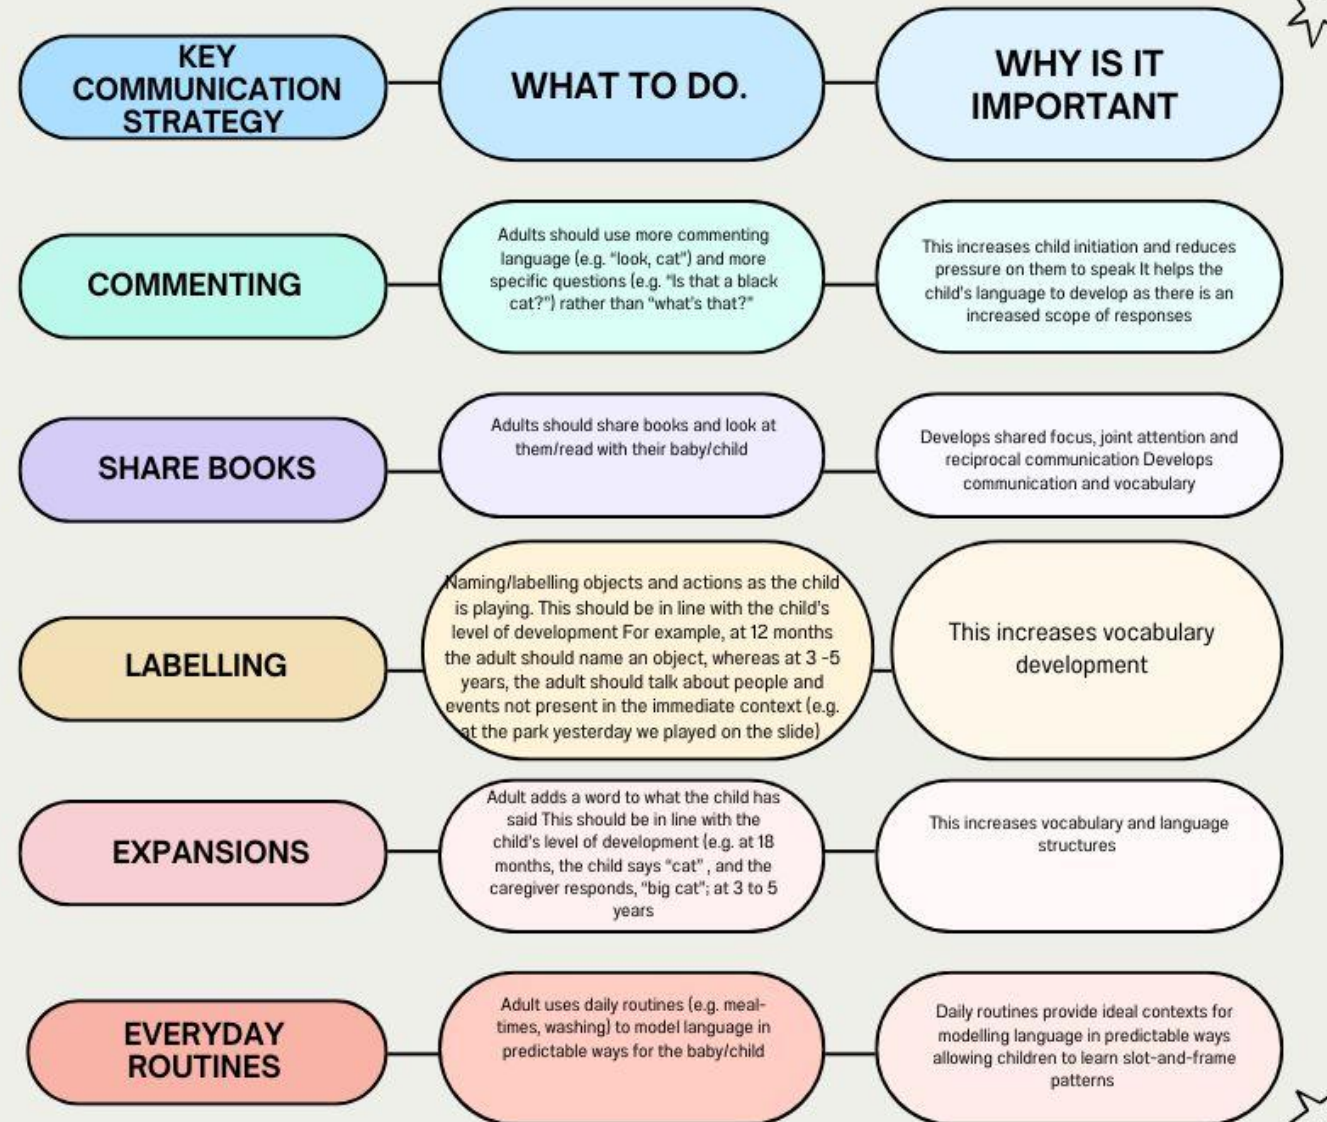 KEY
COMMUNICATION
STRATEGY
WHAT TO DO.
WHY IS IT
IMPORTANT
COMMENTING
Adults should use more commenting
language (e.g. "look, cat") and more
specific questions (e.g. "Is that a black
cat?") rather than "what's that?"
This increases child initiation and reduces
pressure on them to speak It helps the
child's language to develop as there is an
increased scope of responses
SHARE BOOKS
Adults should share books and look at
them/read with their baby/child
Develops shared focus, joint attention and
reciprocal communication Develops
communication and vocabulary
LABELLING
Naming/labelling objects and actions as the child
is playing. This should be in line with the child's
level of development For example, at 12 months
the adult should name an object, whereas at 3 -5
years, the adult should talk about people and
events not present in the immediate context (e.g.
at the park yesterday we played on the slide)
This increases vocabulary
development
EXPANSIONS
Adult adds a word to what the child has
said This should be in line with the
child's level of development (e.g. at 18
months, the child says "cat" , and the
caregiver responds, "big cat"; at 3 to 5
years
This increases vocabulary and language
structures
EVERYDAY
ROUTINES
Adult uses daily routines (e.g. meal-
times, washing) to model language in
predictable ways for the baby/child
Daily routines provide ideal contexts for
modelling language in predictable ways
allowing children to learn slot-and-frame
patterns